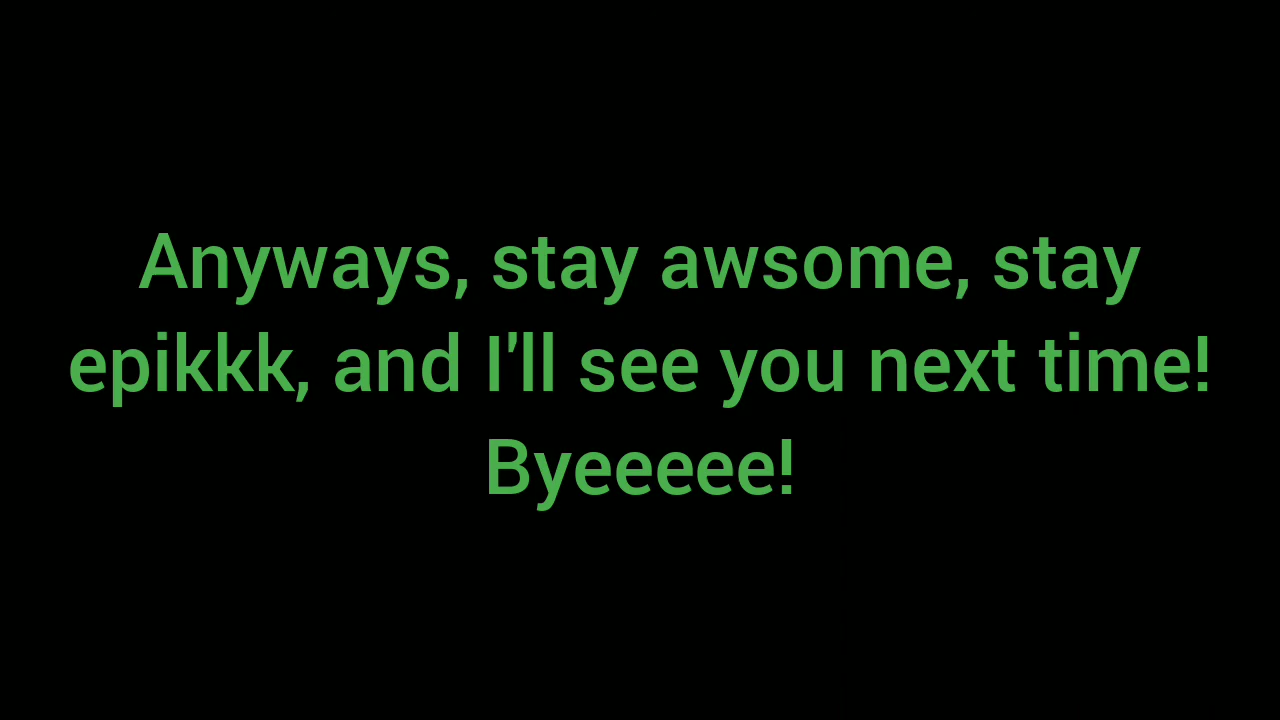 Anyways, stay awsome, stay
epikkk, and I'll see you next time!
Byeeeee!